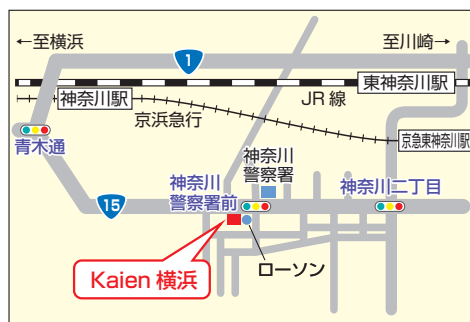 ←至横浜
至川崎→
1
東神奈川駅
神奈川駅
JR線
京浜急行
京急東神奈川駅
青木通
神奈川
警察署
神奈川
警察署前
神奈川二丁目
15
Kaien 横浜
ローソン